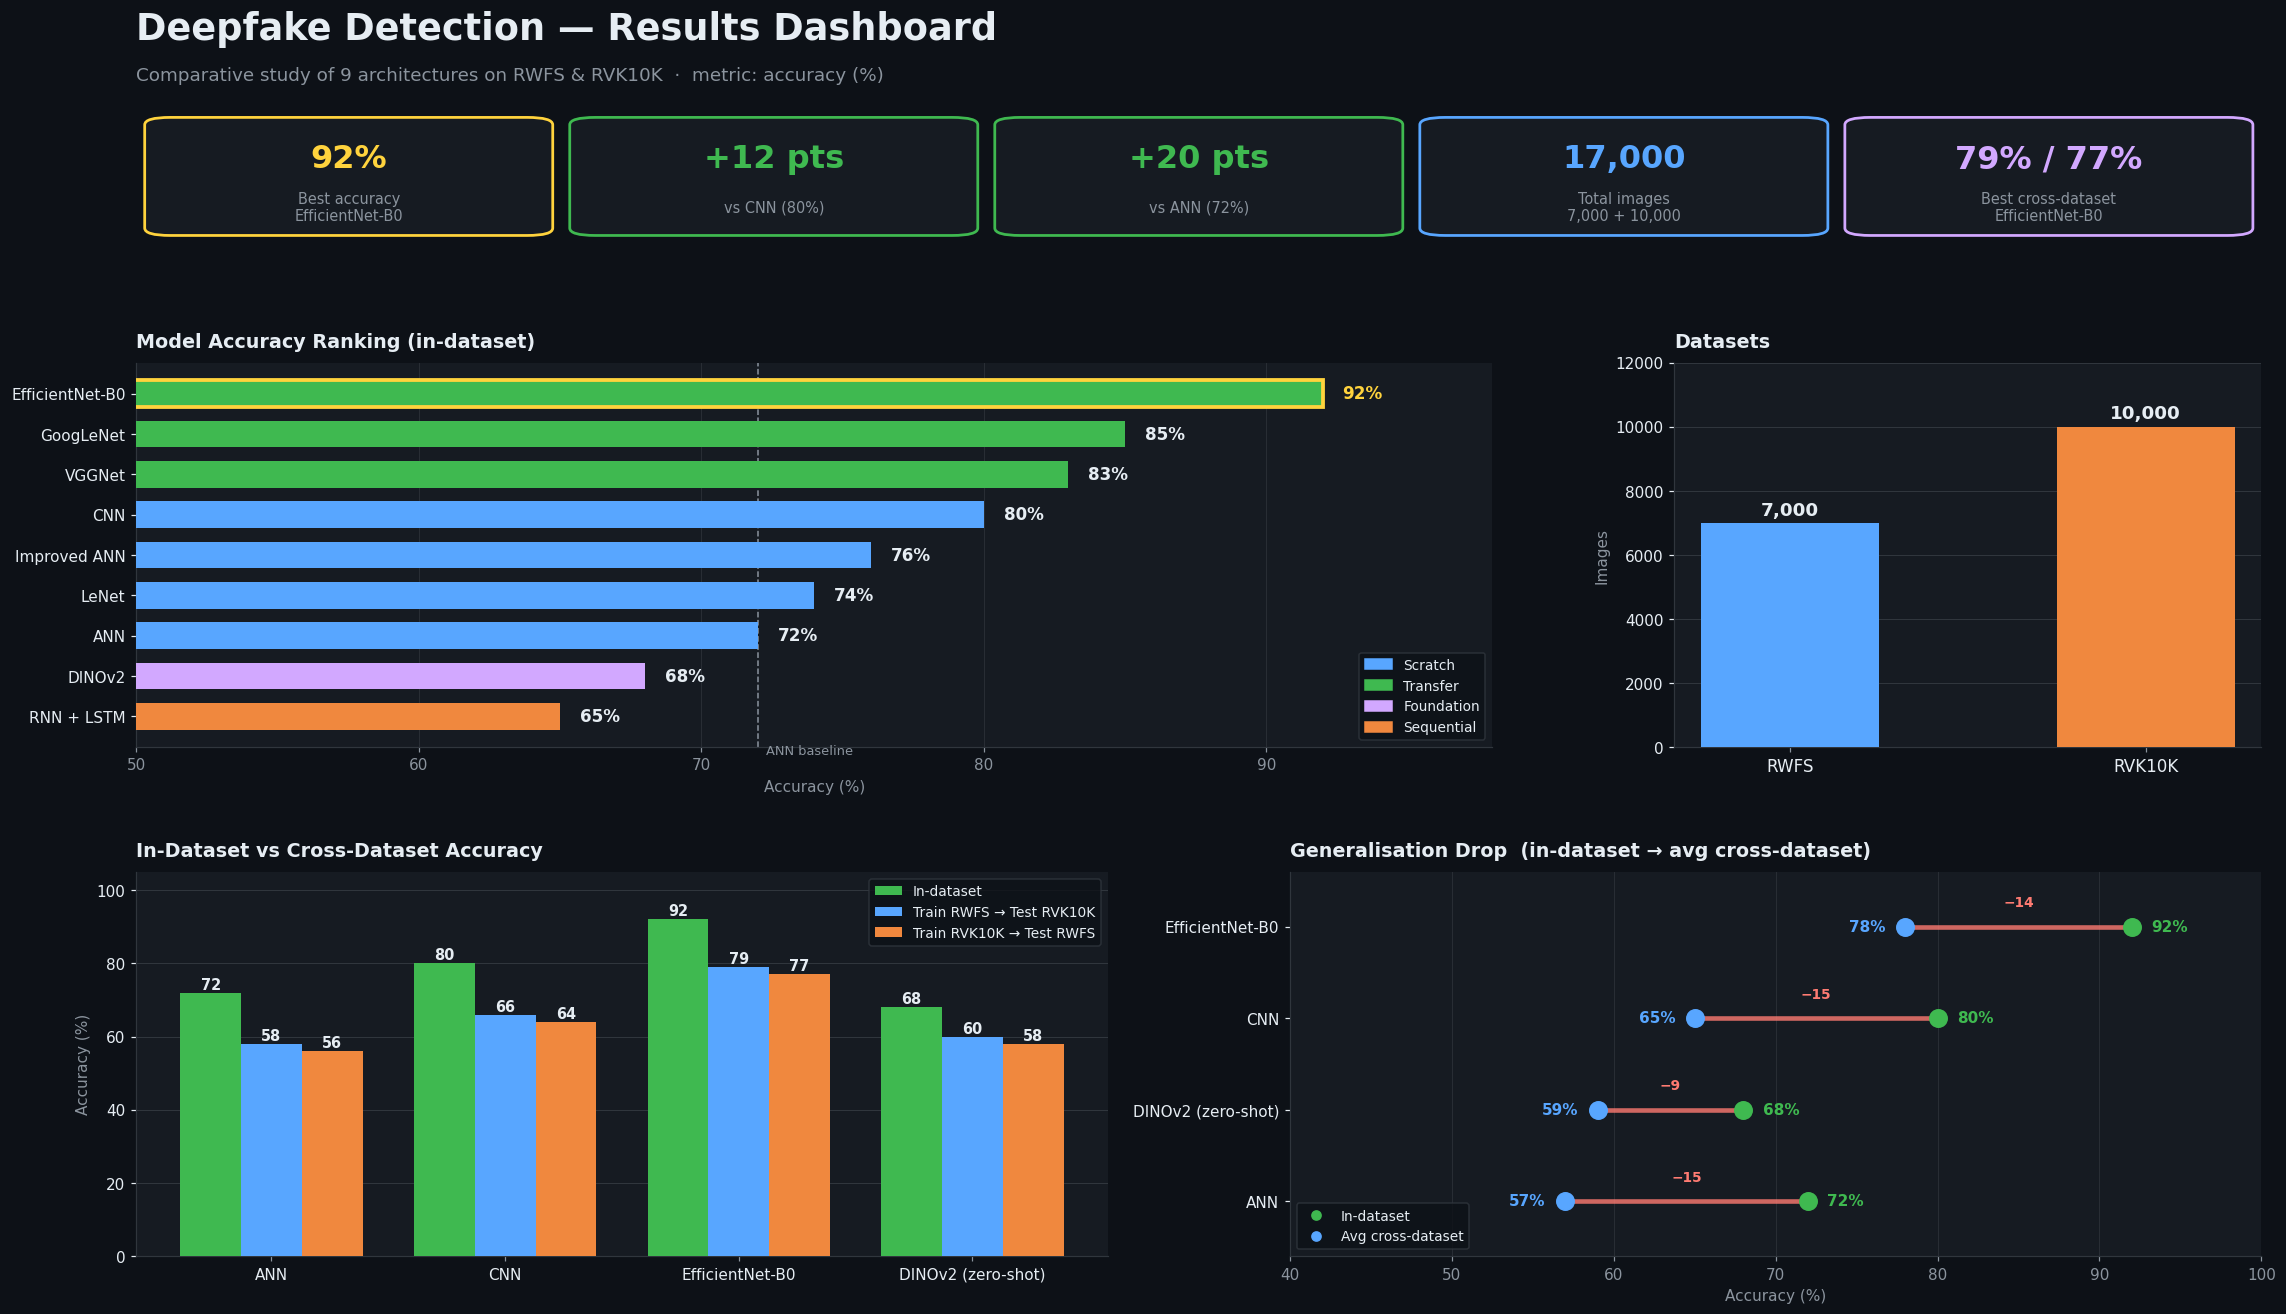 Deepfake Detection — Results Dashboard
Comparative study of 9 architectures on RWFS & RVK10K · metric: accuracy (%)
92%
Best accuracy
EfficientNet-B0
+12 pts
vs CNN (80%)
+20 pts
vs ANN (72%)
17,000
Total images
7,000 + 10,000
79% / 77%
Best cross-dataset
EfficientNet-B0
Model Accuracy Ranking (in-dataset)
EfficientNet-B0 92%
GoogLeNet 85%
VGGNet 83%
CNN 80%
Improved ANN 76%
LeNet 74%
ANN 72%
DINOv2 68%
RNN + LSTM 65%
Scratch
Transfer
Foundation
Sequential
ANN baseline
50 60 70 80 90
Accuracy (%)
Datasets
12000
10000
8000
6000
4000
2000
0
Images
7,000
10,000
RWFS RVK10K
In-Dataset vs Cross-Dataset Accuracy
In-dataset
Train RWFS → Test RVK10K
Train RVK10K → Test RWFS
100
80
60
40
20
0
Accuracy (%)
72 58 56
80 66 64
92 79 77
68 60 58
ANN CNN EfficientNet-B0 DINOv2 (zero-shot)
Generalisation Drop (in-dataset → avg cross-dataset)
−14
EfficientNet-B0 78% 92%
−15
CNN 65% 80%
−9
DINOv2 (zero-shot) 59% 68%
−15
ANN 57% 72%
In-dataset
Avg cross-dataset
40 50 60 70 80 90 100
Accuracy (%)